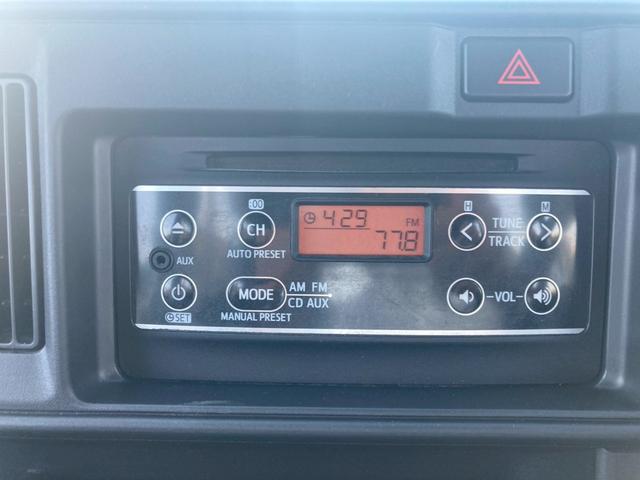 :00
CH
AUTO PRESET
AUX
4:29
FM
77.8
H
M
TUNE
TRACK
SET
MODE
AM FM
CD AUX
MANUAL PRESET
-VOL-